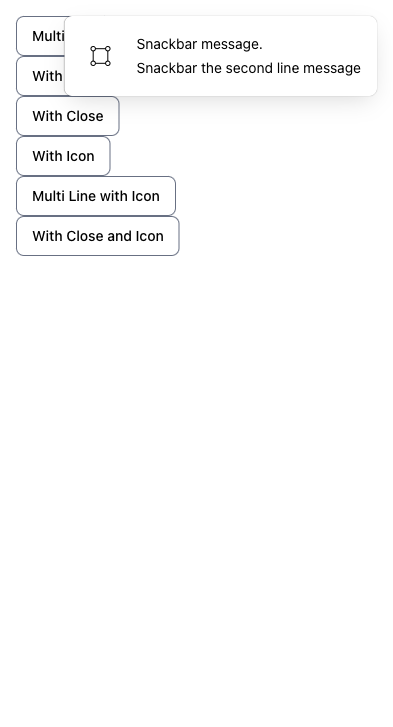 Multi
With
Snackbar message.
Snackbar the second line message
With Close
With Icon
Multi Line with Icon
With Close and Icon